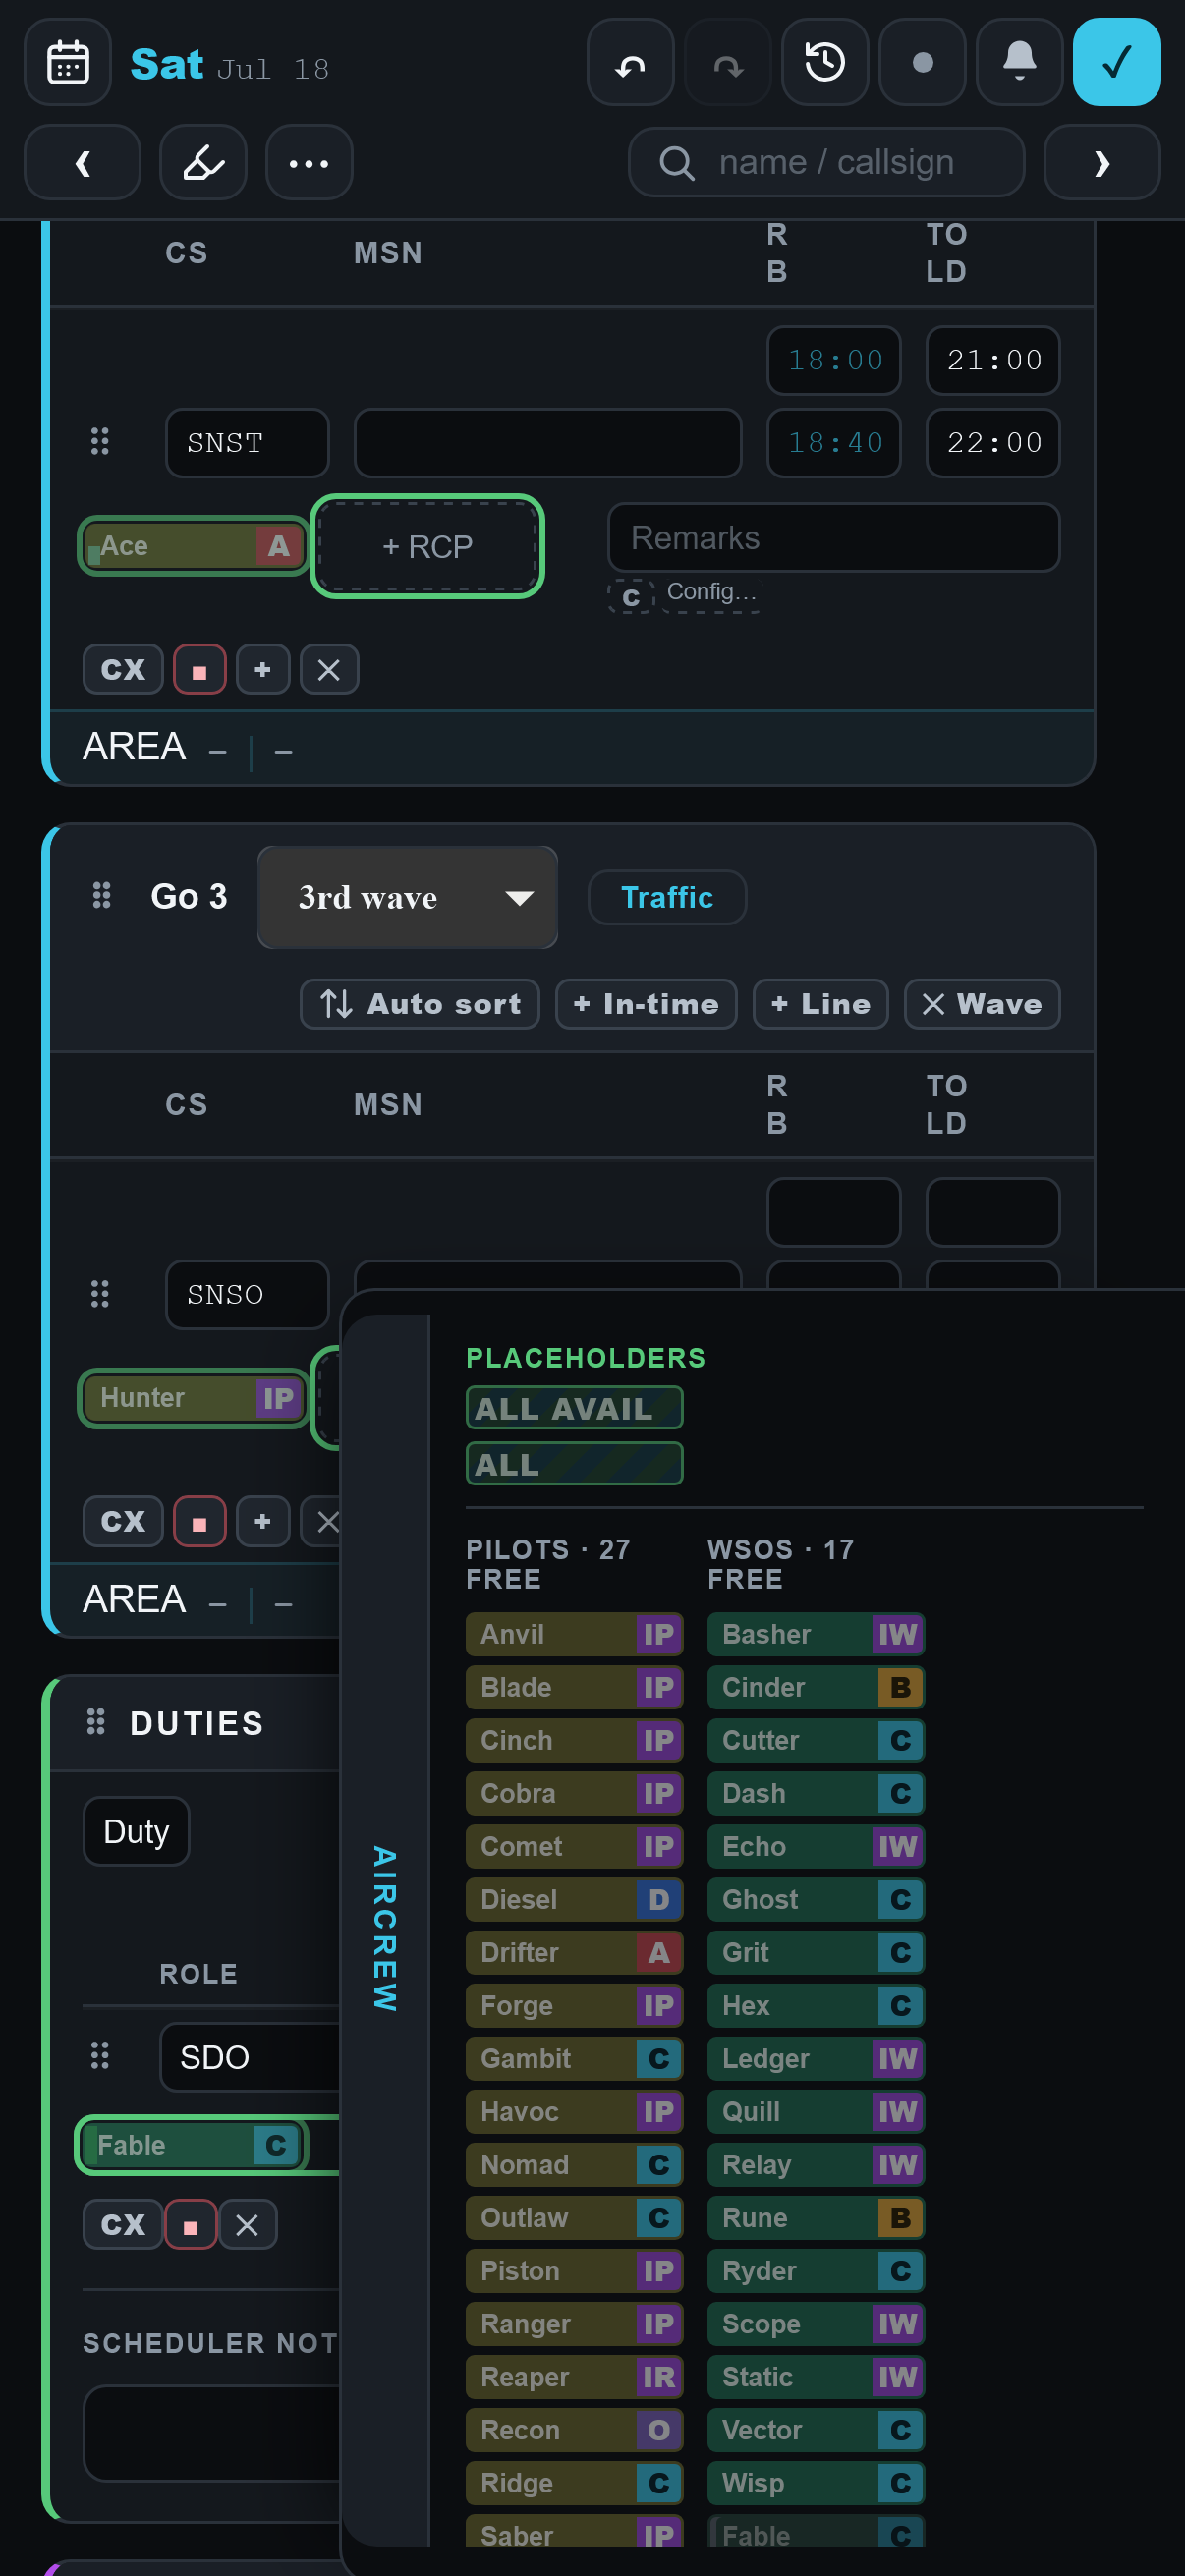 Sat Jul 18
name / callsign
CS MSN R TO
B LD
18:00 21:00
SNST 18:40 22:00
Ace A + RCP Remarks
C Config...
CX + ×
AREA – | –
Go 3 3rd wave Traffic
Auto sort + In-time + Line × Wave
CS MSN R TO
B LD
SNSO
Hunter IP
CX + ×
AREA – | –
DUTIES
Duty
ROLE
SDO
Fable C
CX ×
SCHEDULER NOT
AIRCREW
PLACEHOLDERS
ALL AVAIL
ALL
PILOTS · 27 FREE
WSOS · 17 FREE
Anvil IP Basher IW
Blade IP Cinder B
Cinch IP Cutter C
Cobra IP Dash C
Comet IP Echo IW
Diesel D Ghost C
Drifter A Grit C
Forge IP Hex C
Gambit C Ledger IW
Havoc IP Quill IW
Nomad C Relay IW
Outlaw C Rune B
Piston IP Ryder C
Ranger IP Scope IW
Reaper IR Static IW
Recon O Vector C
Ridge C Wisp C
Saber IP Fable C